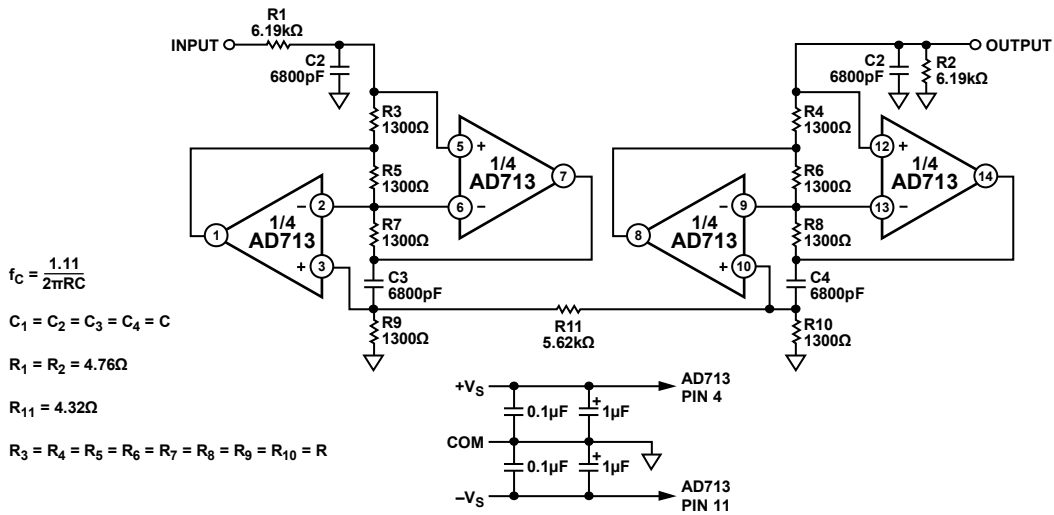 R1
6.19kΩ
INPUT
C2
6800pF
R3
1300Ω
R5
1300Ω
5
+
6
–
1/4
AD713
7
1
1/4
AD713
–
2
+
3
R7
1300Ω
C3
6800pF
R9
1300Ω
R11
5.62kΩ
OUTPUT
C2
6800pF
R2
6.19kΩ
R4
1300Ω
R6
1300Ω
12
+
13
–
1/4
AD713
14
8
1/4
AD713
–
9
+
10
R8
1300Ω
C4
6800pF
R10
1300Ω
fC = 1.11
2πRC
C1 = C2 = C3 = C4 = C
R1 = R2 = 4.76Ω
R11 = 4.32Ω
R3 = R4 = R5 = R6 = R7 = R8 = R9 = R10 = R
+VS
AD713
PIN 4
0.1µF
+
1µF
COM
0.1µF
+
1µF
–VS
AD713
PIN 11